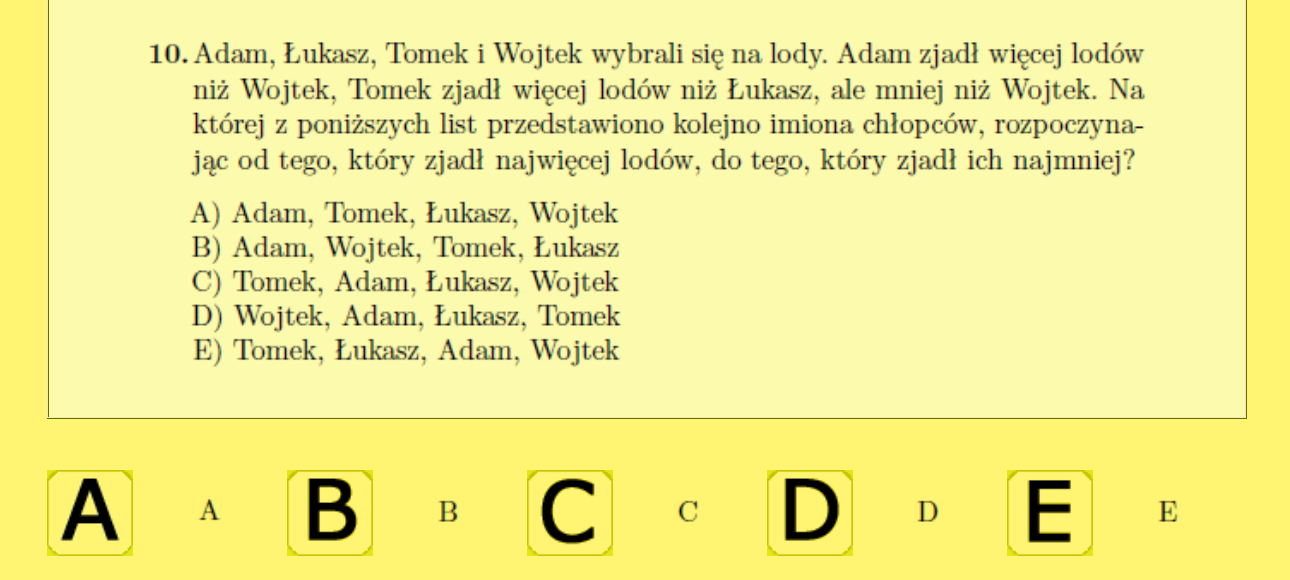 10. Adam, Łukasz, Tomek i Wojtek wybrali się na lody. Adam zjadł więcej lodów
niż Wojtek, Tomek zjadł więcej lodów niż Łukasz, ale mniej niż Wojtek. Na
której z poniższych list przedstawiono kolejno imiona chłopców, rozpoczyna-
jąc od tego, który zjadł najwięcej lodów, do tego, który zjadł ich najmniej?
A) Adam, Tomek, Łukasz, Wojtek
B) Adam, Wojtek, Tomek, Łukasz
C) Tomek, Adam, Łukasz, Wojtek
D) Wojtek, Adam, Łukasz, Tomek
E) Tomek, Łukasz, Adam, Wojtek
A A B B C C D D E E